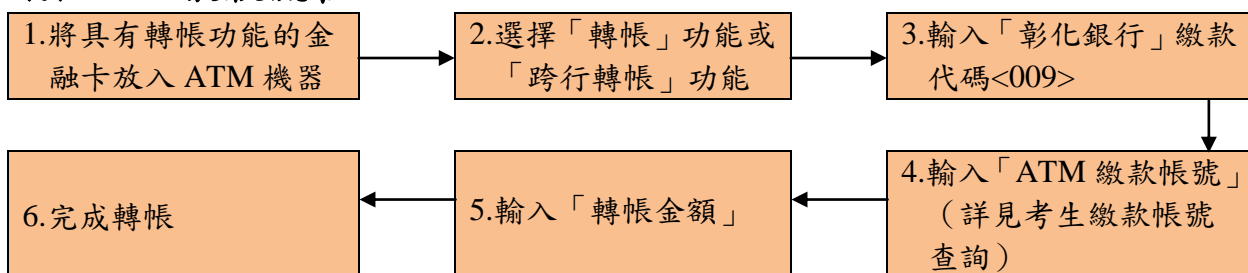 1.將具有轉帳功能的金
融卡放入 ATM 機器
2.選擇「轉帳」功能或
「跨行轉帳」功能
3.輸入「彰化銀行」繳款
代碼<009>
4.輸入「ATM 繳款帳號」
（詳見考生繳款帳號
查詢）
5.輸入「轉帳金額」
6.完成轉帳